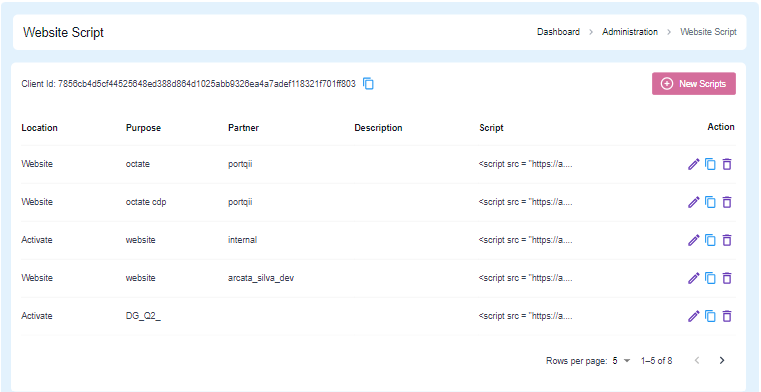 Website Script
Dashboard > Administration > Website Script
Client Id: 7856cb4d5cf44525648ed388d864d1025abb9326ea4a7adef118321f701ff803
New Scripts
Location Purpose Partner Description Script Action
Website octate portqii <script src = "https://a....
Website octate cdp portqii <script src = "https://a....
Activate website internal <script src = "https://a....
Website website arcata_silva_dev <script src = "https://a....
Activate DG_Q2_ <script src = "https://a....
Rows per page: 5 1–5 of 8